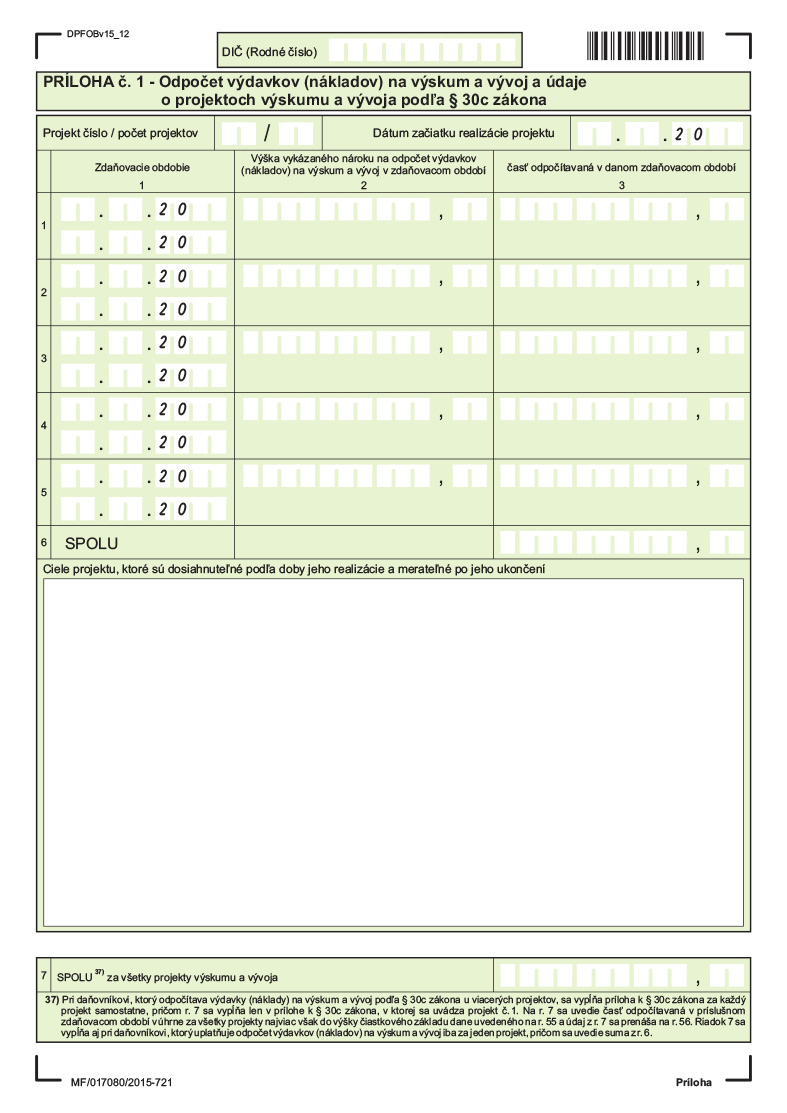 DPFOBv15_12
DIČ (Rodné číslo)
PRÍLOHA č. 1 - Odpočet výdavkov (nákladov) na výskum a vývoj a údaje
o projektoch výskumu a vývoja podľa § 30c zákona
Projekt číslo / počet projektov / Dátum začiatku realizácie projektu . . 20
Zdaňovacie obdobie
1
Výška vykázaného nároku na odpočet výdavkov
(nákladov) na výskum a vývoj v zdaňovacom období
2
časť odpočítavaná v danom zdaňovacom období
3
1 . . 20 , ,
. . 20
2 . . 20 , ,
. . 20
3 . . 20 , ,
. . 20
4 . . 20 , ,
. . 20
5 . . 20 , ,
. . 20
6 SPOLU ,
Ciele projektu, ktoré sú dosiahnuteľné podľa doby jeho realizácie a merateľné po jeho ukončení
7 SPOLU 37) za všetky projekty výskumu a vývoja ,
37) Pri daňovníkovi, ktorý odpočítava výdavky (náklady) na výskum a vývoj podľa § 30c zákona u viacerých projektov, sa vypĺňa príloha k § 30c zákona za každý
projekt samostatne, pričom r. 7 sa vypĺňa len v prílohe k § 30c zákona, v ktorej sa uvádza projekt č. 1. Na r. 7 sa uvedie časť odpočítavaná v príslušnom
zdaňovacom období v úhrne za všetky projekty najviac však do výšky čiastkového základu dane uvedeného na r. 55 a údaj z r. 7 sa prenáša na r. 56. Riadok 7 sa
vypĺňa aj pri daňovníkovi, ktorý uplatňuje odpočet výdavkov (nákladov) na výskum a vývoj iba za jeden projekt, pričom sa uvedie suma z r. 6.
MF/017080/2015-721
Príloha